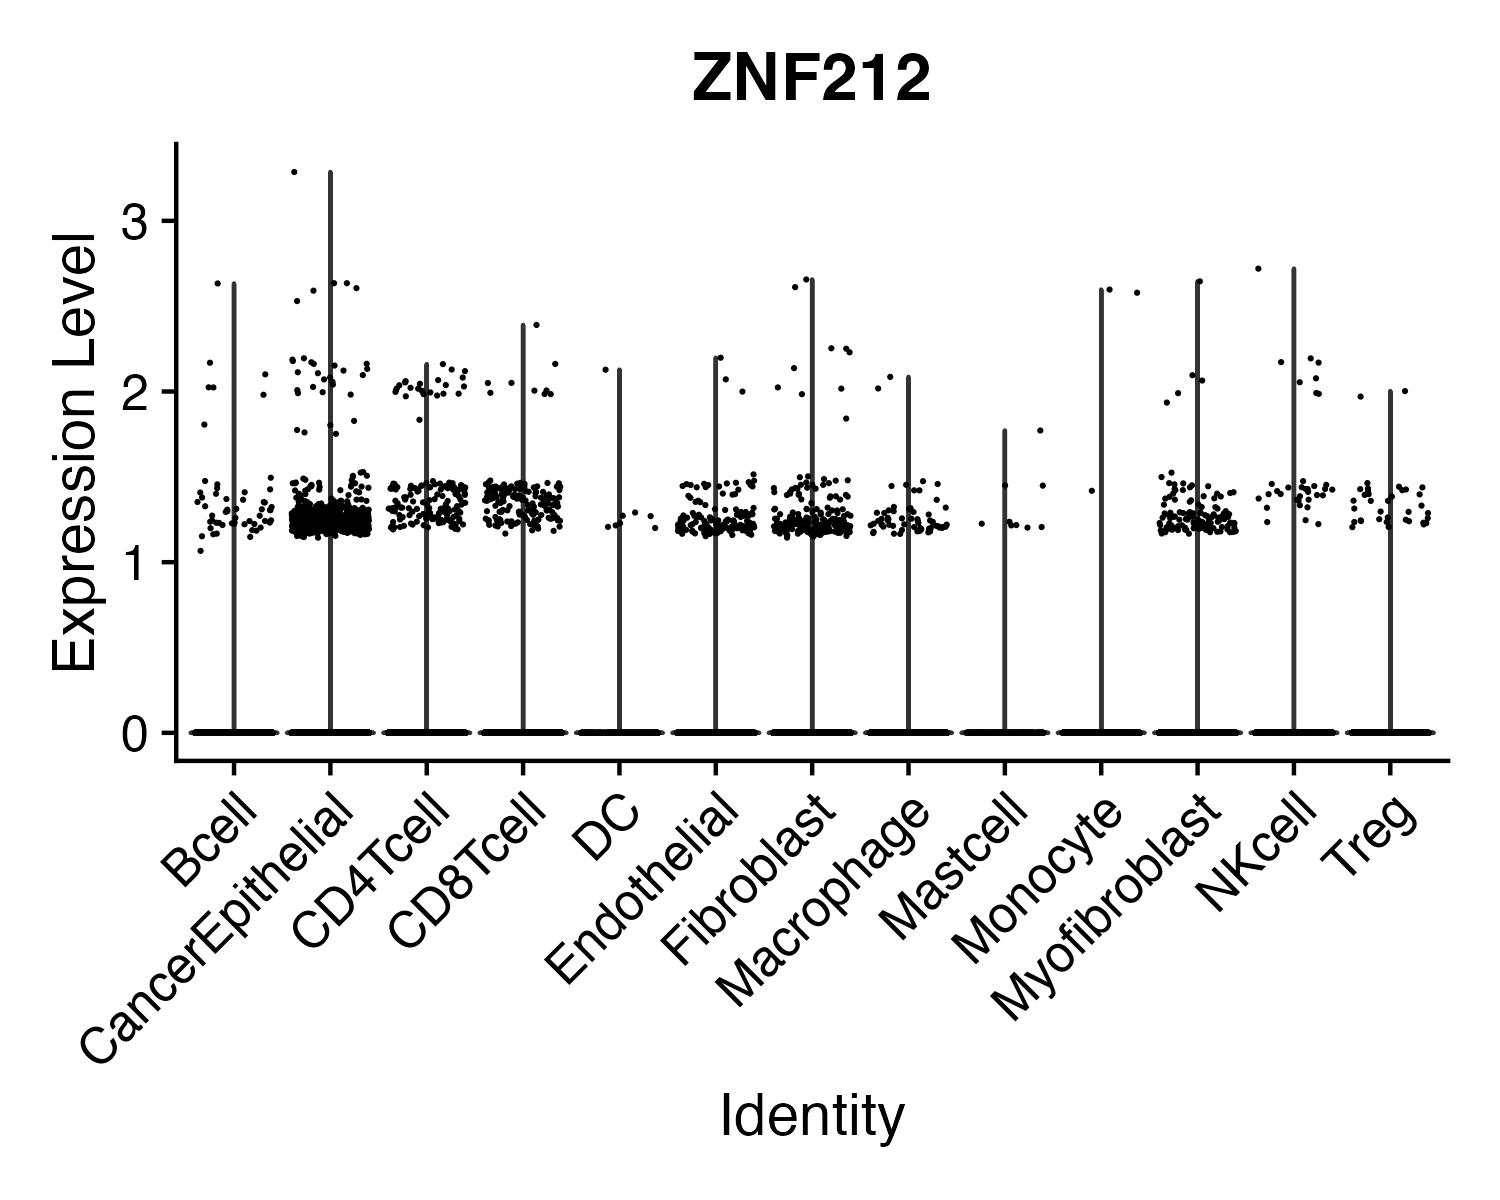 ZNF212
Expression Level
3
2
1
0
Bcell
CancerEpithelial
CD4Tcell
CD8Tcell
DC
Endothelial
Fibroblast
Macrophage
Mastcell
Monocyte
Myofibroblast
NKcell
Treg
Identity